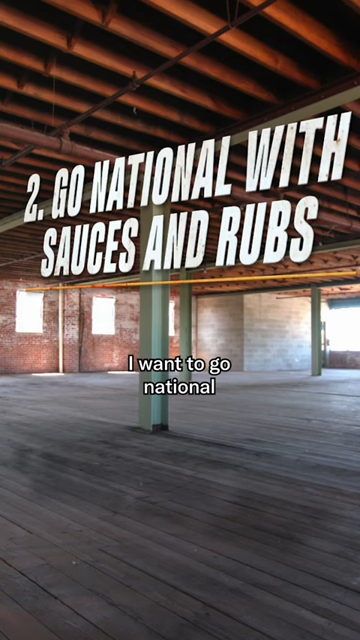 2. GO NATIONAL WITH
SAUCES AND RUBS
I want to go
national